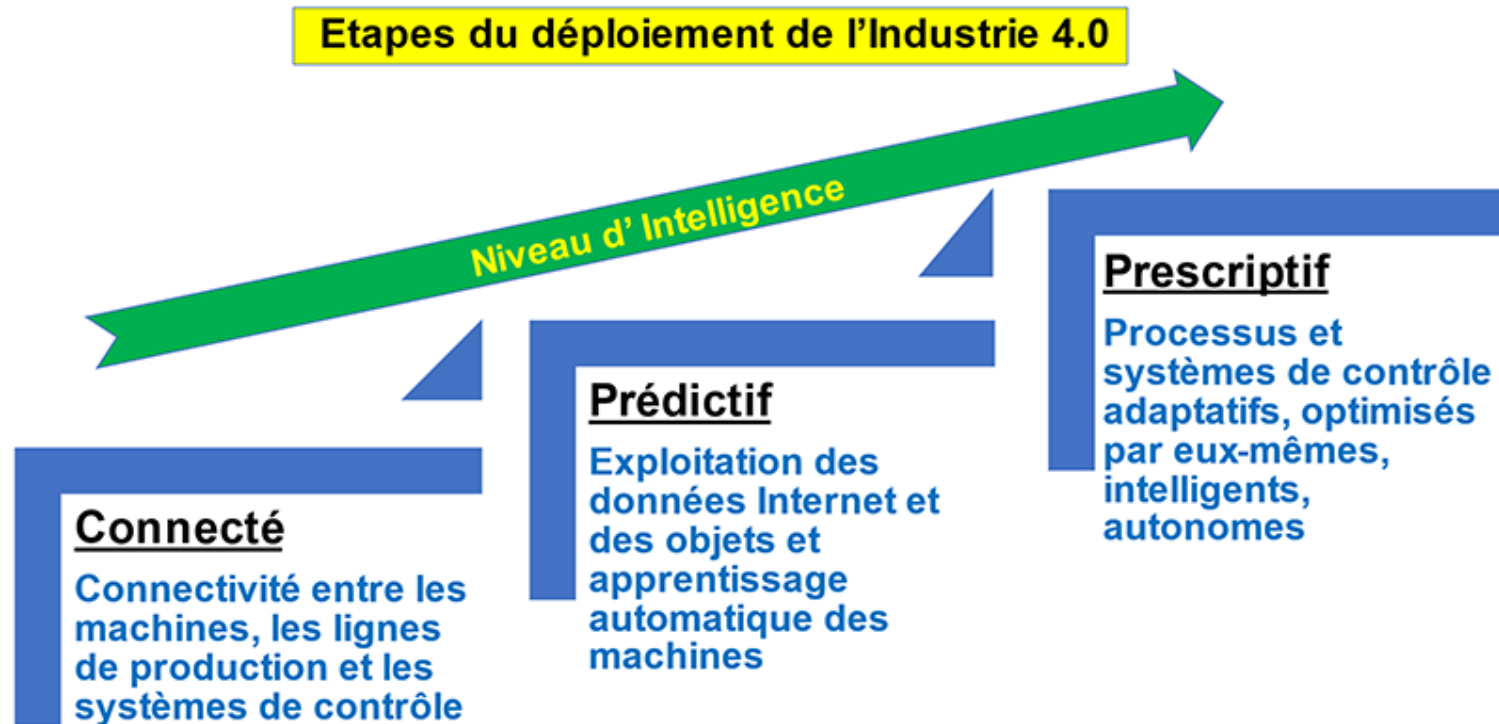 Etapes du déploiement de l’Industrie 4.0
Niveau d’ Intelligence
Connecté
Connectivité entre les
machines, les lignes
de production et les
systèmes de contrôle
Prédictif
Exploitation des
données Internet et
des objets et
apprentissage
automatique des
machines
Prescriptif
Processus et
systèmes de contrôle
adaptatifs, optimisés
par eux-mêmes,
intelligents,
autonomes